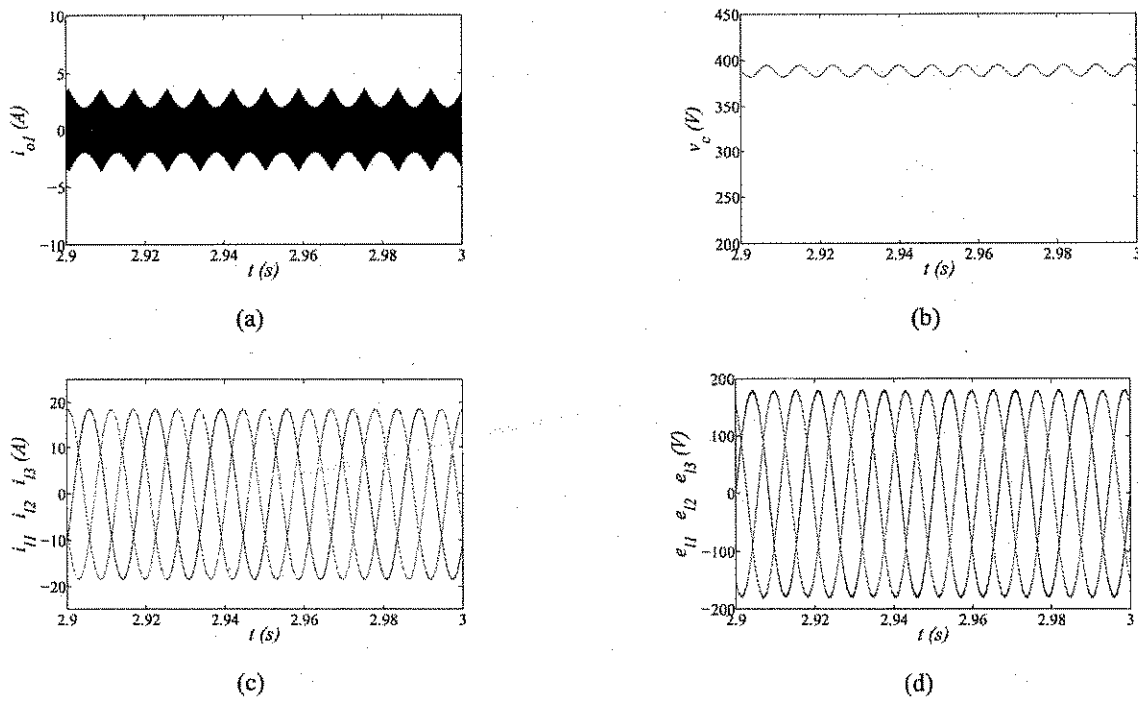 10
5
0
−5
−10
i_o1 (A)
2.9 2.92 2.94 2.96 2.98 3
t (s)
(a)
450
400
350
300
250
200
v_c (V)
2.9 2.92 2.94 2.96 2.98 3
t (s)
(b)
20
10
0
−10
−20
i_l1 i_l2 i_l3 (A)
2.9 2.92 2.94 2.96 2.98 3
t (s)
(c)
200
100
0
−100
−200
e_l1 e_l2 e_l3 (V)
2.9 2.92 2.94 2.96 2.98 3
t (s)
(d)